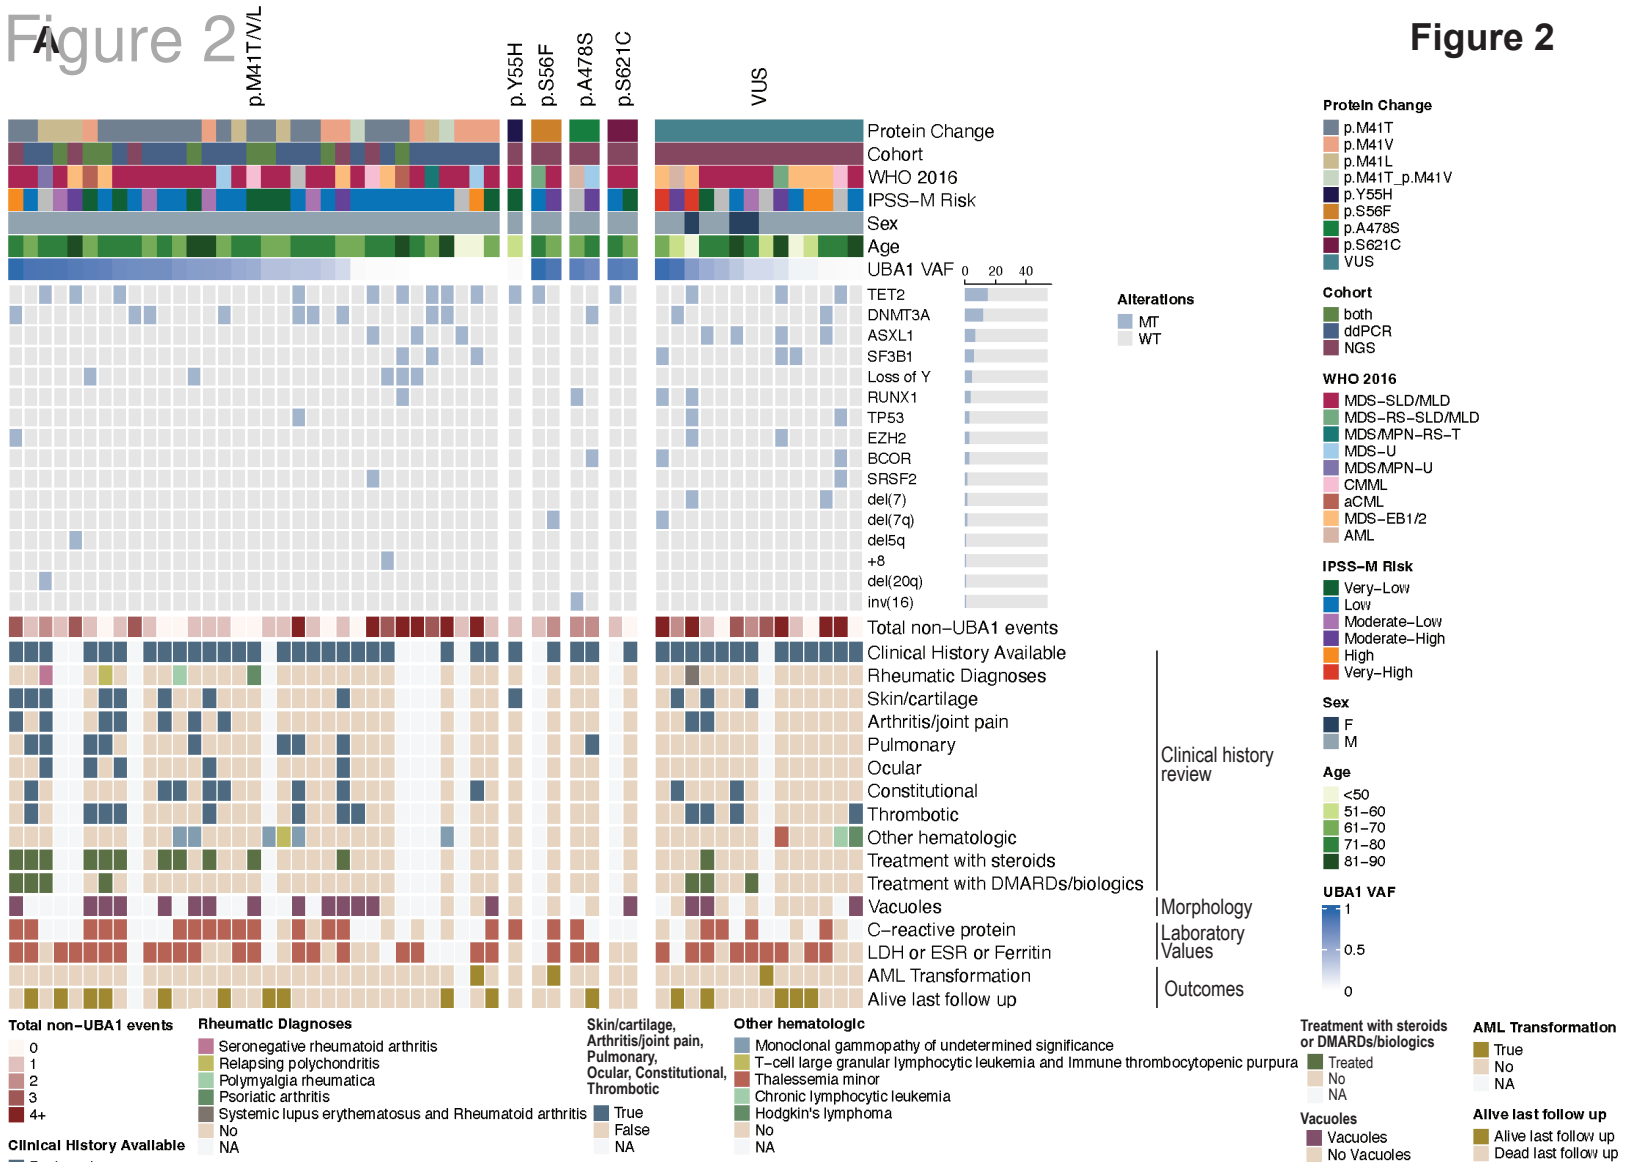 Figure 2
A
Figure 2
p.M41T/V/L
p.Y55H
p.S56F
p.A478S
p.S621C
VUS
Protein Change
Cohort
WHO 2016
IPSS-M Risk
Sex
Age
UBA1 VAF
0 20 40
TET2
DNMT3A
ASXL1
SF3B1
Loss of Y
RUNX1
TP53
EZH2
BCOR
SRSF2
del(7)
del(7q)
del5q
+8
del(20q)
inv(16)
Total non-UBA1 events
Clinical History Available
Rheumatic Diagnoses
Skin/cartilage
Arthritis/joint pain
Pulmonary
Ocular
Constitutional
Thrombotic
Other hematologic
Treatment with steroids
Treatment with DMARDs/biologics
Vacuoles
C-reactive protein
LDH or ESR or Ferritin
AML Transformation
Alive last follow up
Clinical history
review
Morphology
Laboratory
Values
Outcomes
Alterations
MT
WT
Protein Change
p.M41T
p.M41V
p.M41L
p.M41T_p.M41V
p.Y55H
p.S56F
p.A478S
p.S621C
VUS
Cohort
both
ddPCR
NGS
WHO 2016
MDS-SLD/MLD
MDS-RS-SLD/MLD
MDS/MPN-RS-T
MDS-U
MDS/MPN-U
CMML
aCML
MDS-EB1/2
AML
IPSS-M Risk
Very-Low
Low
Moderate-Low
Moderate-High
High
Very-High
Sex
F
M
Age
<50
51-60
61-70
71-80
81-90
UBA1 VAF
1
0.5
0
Total non-UBA1 events
0
1
2
3
4+
Clinical History Available
Rheumatic Diagnoses
Seronegative rheumatoid arthritis
Relapsing polychondritis
Polymyalgia rheumatica
Psoriatic arthritis
Systemic lupus erythematosus and Rheumatoid arthritis
No
NA
Skin/cartilage,
Arthritis/joint pain,
Pulmonary,
Ocular, Constitutional,
Thrombotic
True
False
NA
Other hematologic
Monoclonal gammopathy of undetermined significance
T-cell large granular lymphocytic leukemia and Immune thrombocytopenic purpura
Thalessemia minor
Chronic lymphocytic leukemia
Hodgkin's lymphoma
No
NA
Treatment with steroids
or DMARDs/biologics
Treated
No
NA
Vacuoles
Vacuoles
No Vacuoles
AML Transformation
True
No
NA
Alive last follow up
Alive last follow up
Dead last follow up